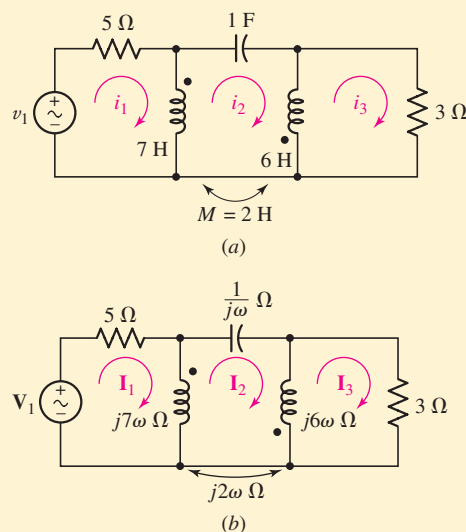 1 F
5 Ω
v₁
+
−
i₁
i₂
i₃
3 Ω
7 H
6 H
M = 2 H
(a)
1/jω Ω
5 Ω
V₁
+
−
I₁
I₂
I₃
3 Ω
j7ω Ω
j6ω Ω
j2ω Ω
(b)